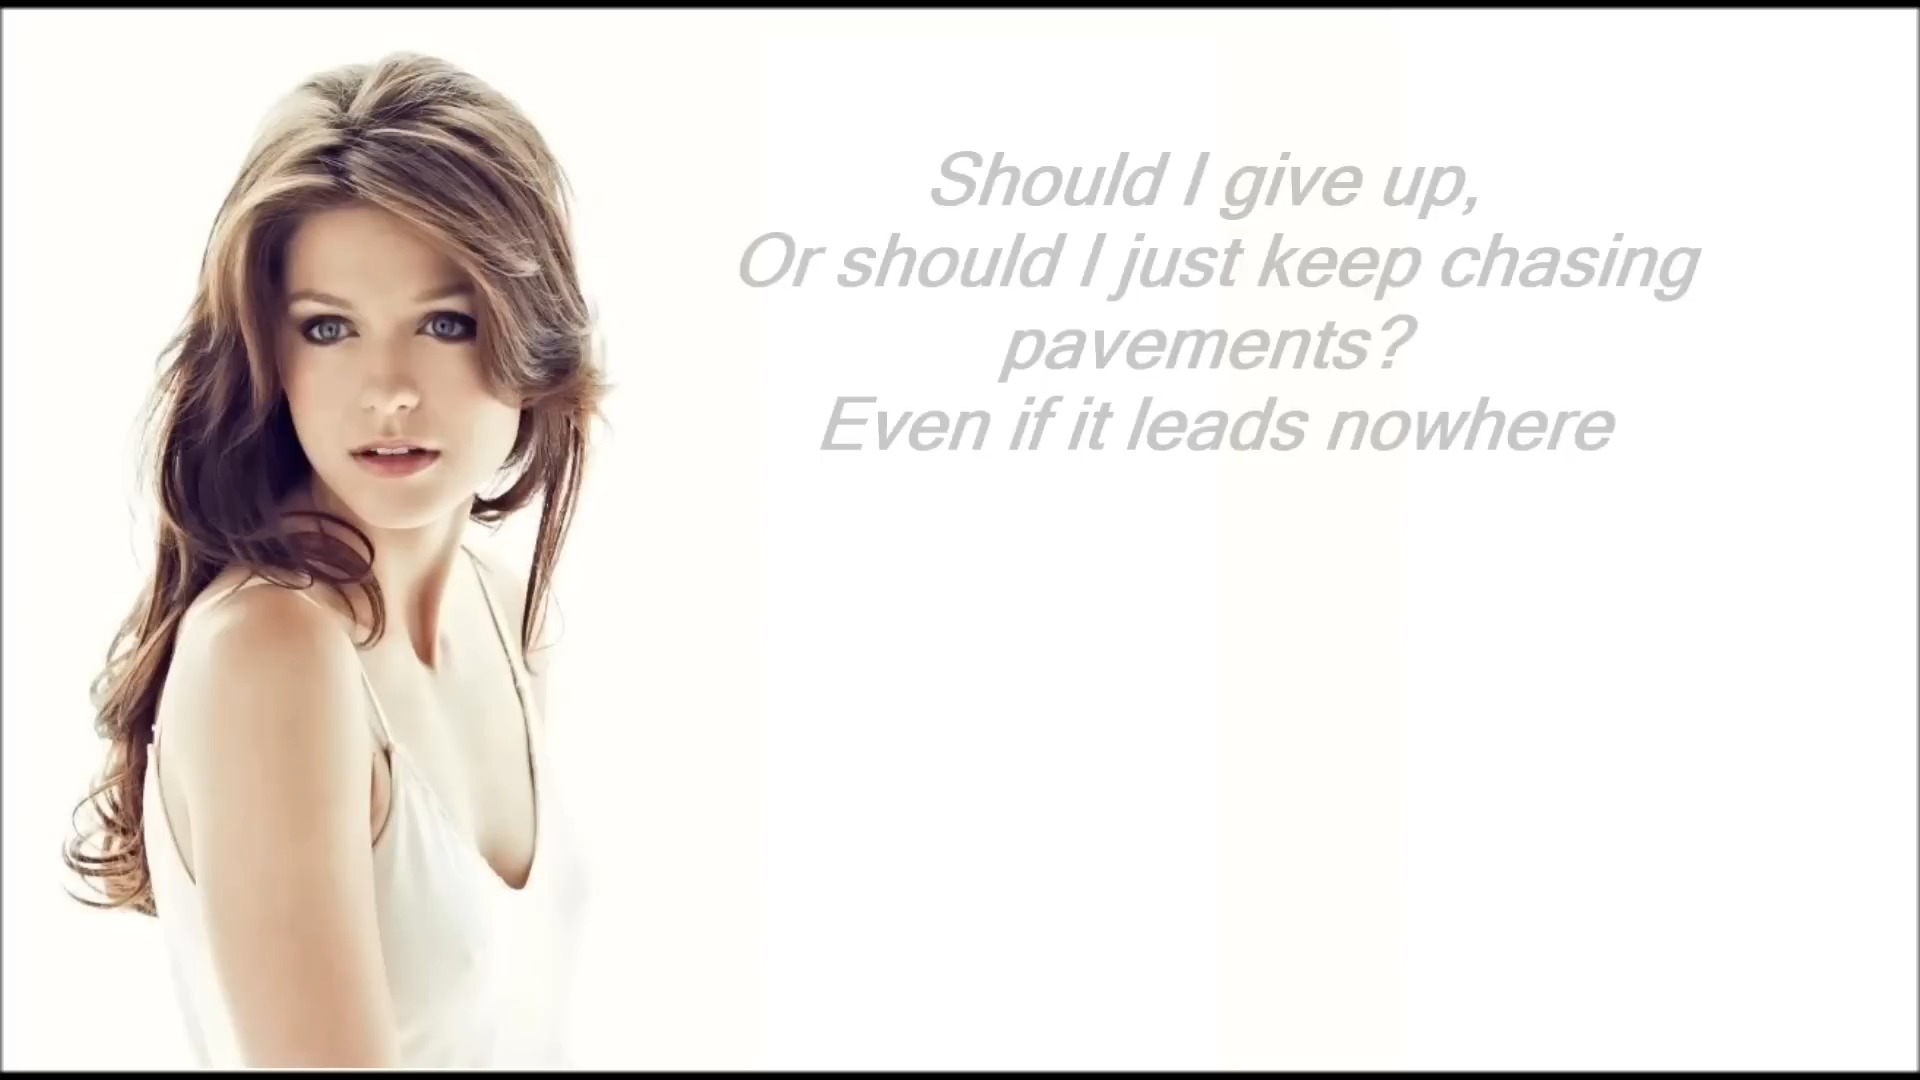 Should I give up,
Or should I just keep chasing
pavements?
Even if it leads nowhere